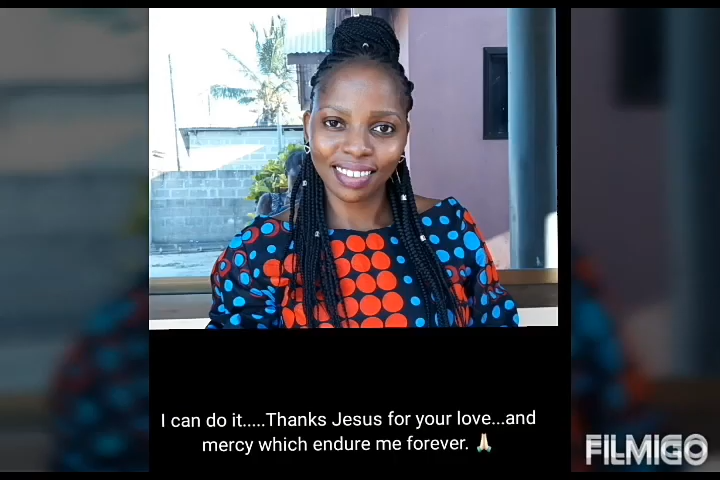 I can do it.....Thanks Jesus for your love...and
mercy which endure me forever. 🙏🏻
FILMIGO